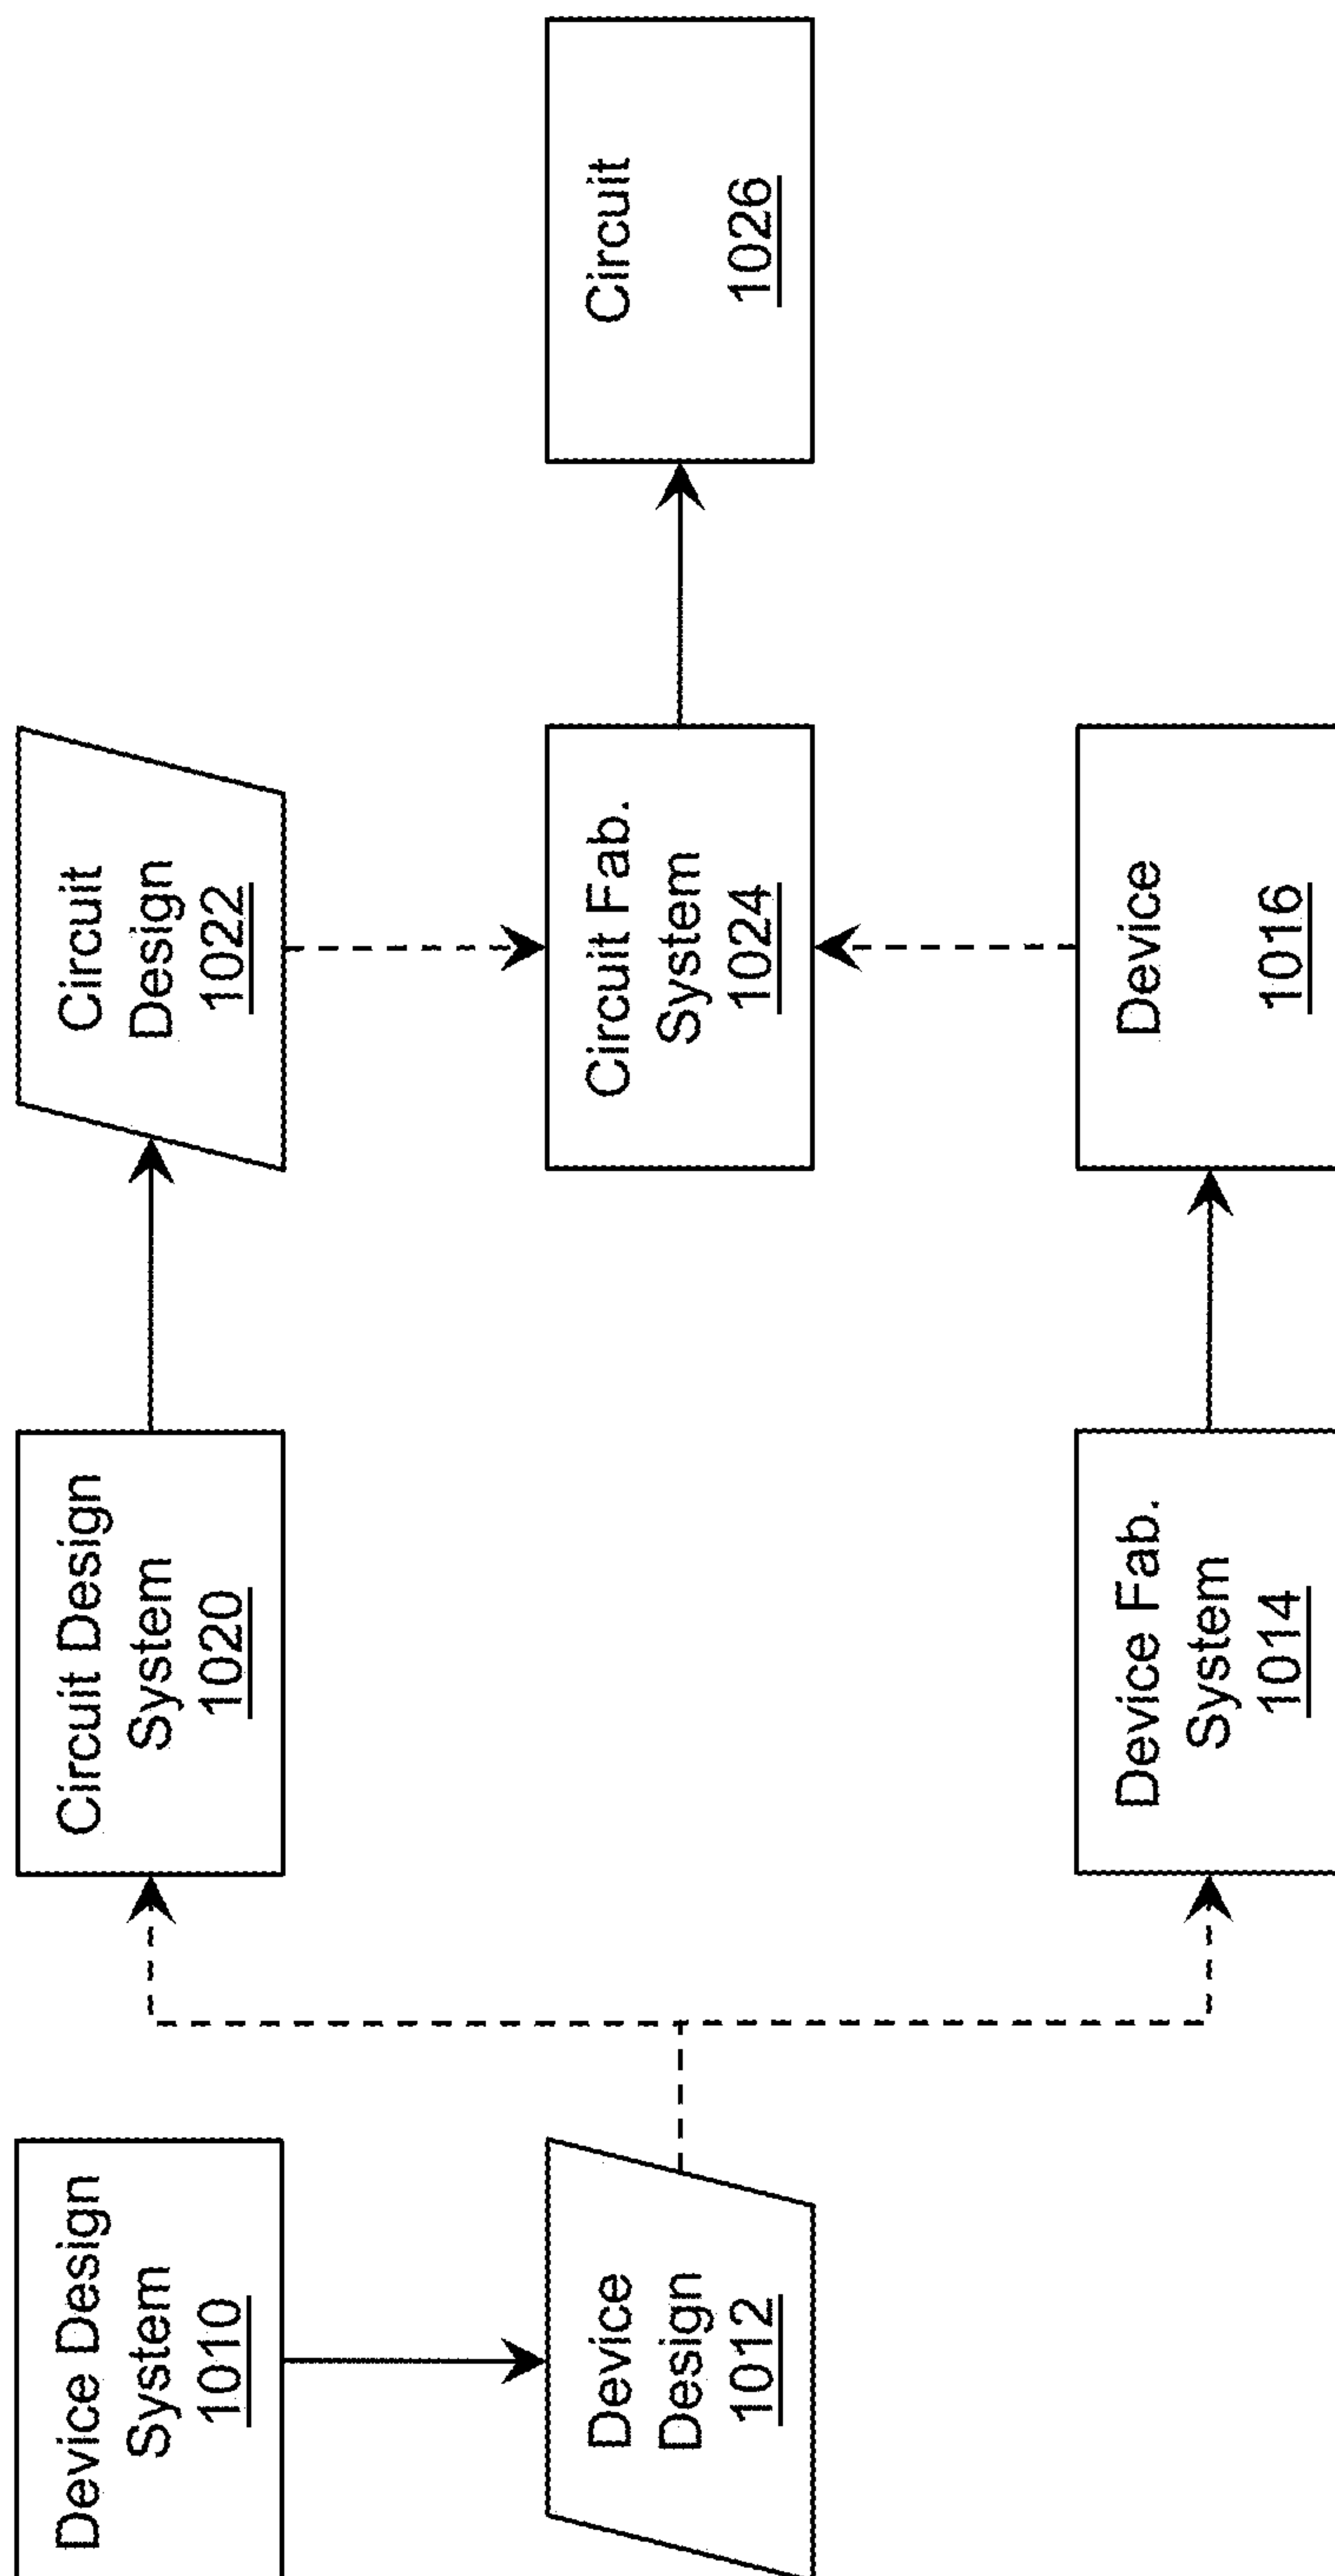 Device Design
System
1010
Device
Design
1012
Circuit Design
System
1020
Device Fab.
System
1014
Circuit
Design
1022
Circuit Fab.
System
1024
Device
1016
Circuit
1026